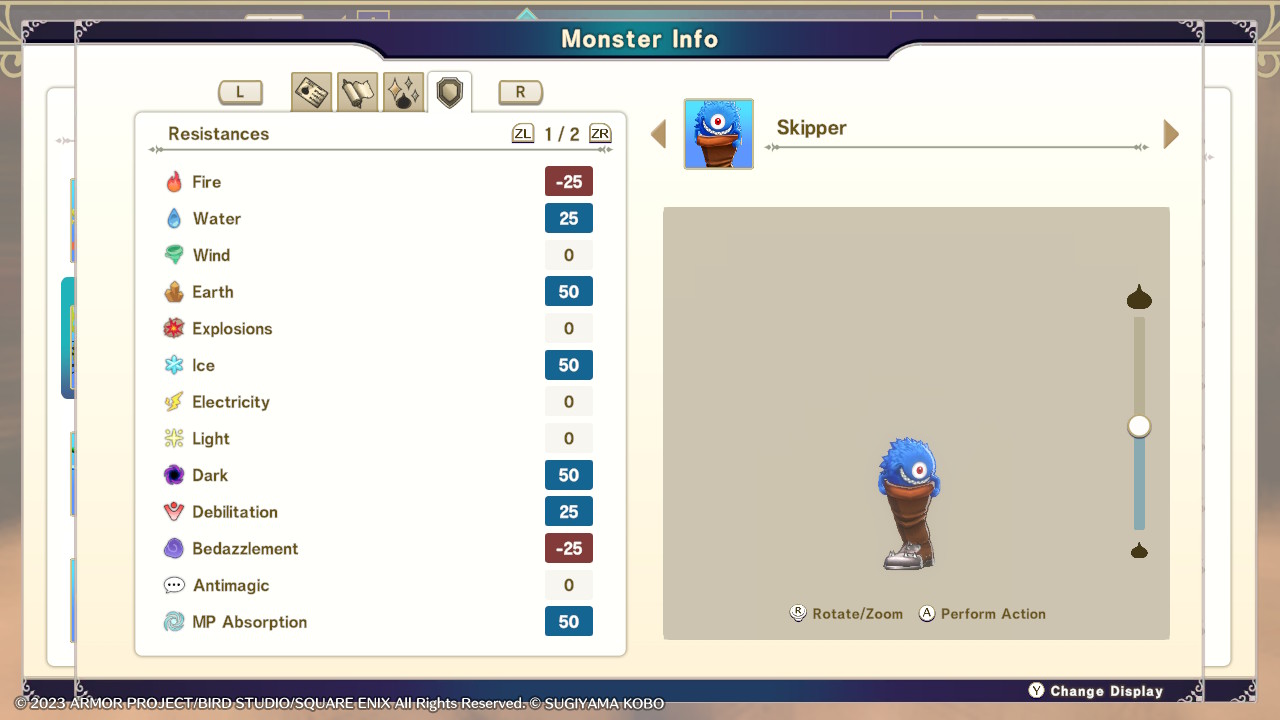 Monster Info
L
R
Resistances
ZL 1 / 2 ZR
Fire -25
Water 25
Wind 0
Earth 50
Explosions 0
Ice 50
Electricity 0
Light 0
Dark 50
Debilitation 25
Bedazzlement -25
Antimagic 0
MP Absorption 50
Skipper
R Rotate/Zoom A Perform Action
Y Change Display
© 2023 ARMOR PROJECT/BIRD STUDIO/SQUARE ENIX All Rights Reserved. © SUGIYAMA KOBO